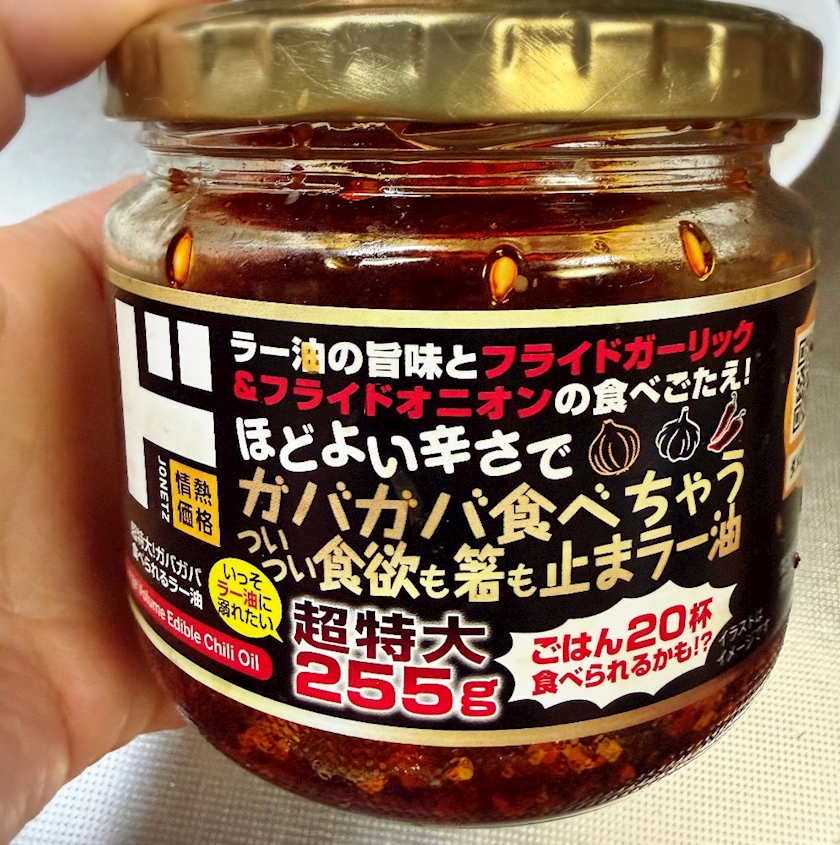 ド
JONETZ
情熱
価格
ラー油の旨味とフライドガーリック
&フライドオニオンの食べごたえ!
ほどよい辛さで
ガバガバ食べちゃう
ついつい食欲も箸も止まラー油
超特大!ガバガバ
食べられるラー油
Volume Edible Chili Oil
いっそ
ラー油に
溺れたい
超特大
255g
ごはん20杯
食べられるかも!?
イラストは
イメージです